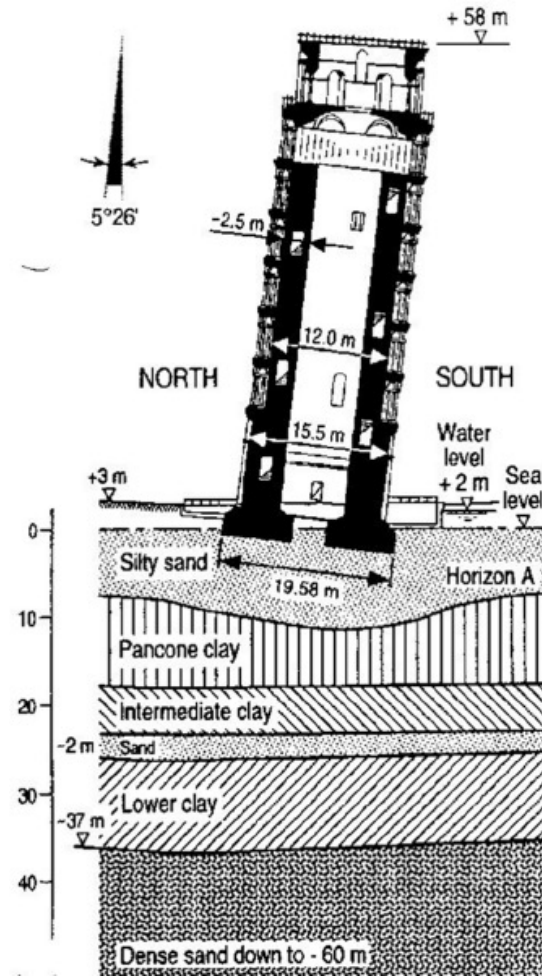 + 58 m
5°26'
-2.5 m
12.0 m
NORTH
SOUTH
15.5 m
Water
level
+ 2 m
Sea
level
+3 m
0
Silty sand
Horizon A
19.58 m
10
Pancone clay
20
Intermediate clay
-2 m
Sand
30
Lower clay
-37 m
40
Dense sand down to - 60 m